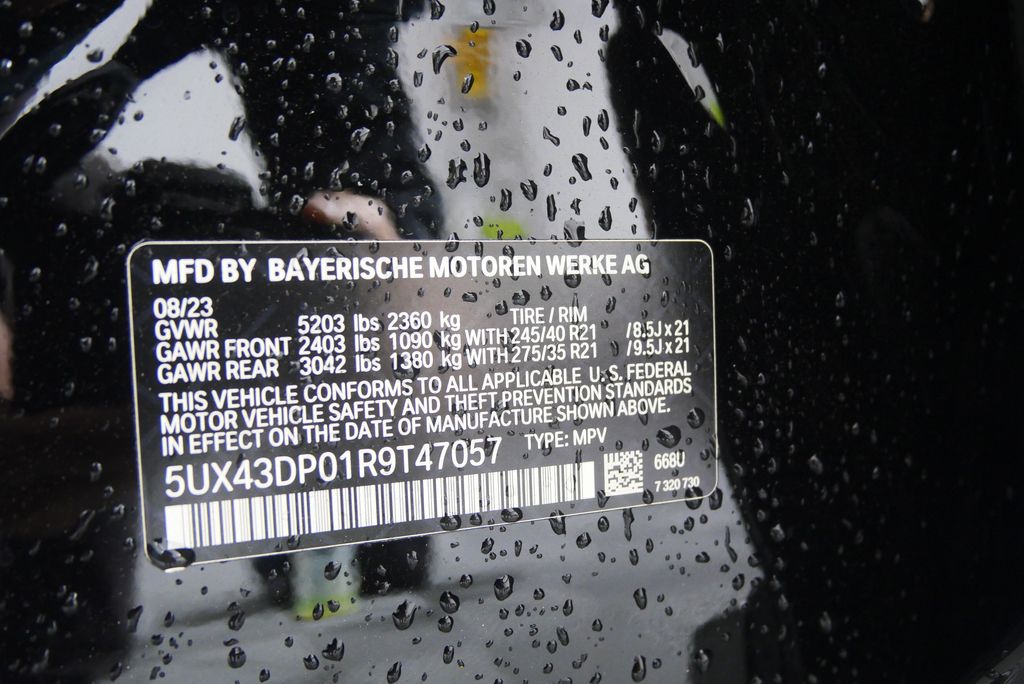 MFD BY BAYERISCHE MOTOREN WERKE AG
08/23
GVWR 5203 lbs 2360 kg TIRE / RIM
GAWR FRONT 2403 lbs 1090 kg WITH 245/40 R21 /8.5J x 21
GAWR REAR 3042 lbs 1380 kg WITH 275/35 R21 /9.5J x 21
THIS VEHICLE CONFORMS TO ALL APPLICABLE U.S. FEDERAL
MOTOR VEHICLE SAFETY AND THEFT PREVENTION STANDARDS
IN EFFECT ON THE DATE OF MANUFACTURE SHOWN ABOVE.
5UX43DP01R9T47057 TYPE: MPV
668U
7 320 730